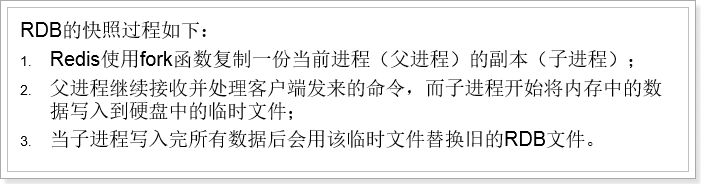 RDB的快照过程如下：
1. Redis使用fork函数复制一份当前进程（父进程）的副本（子进程）；
2. 父进程继续接收并处理客户端发来的命令，而子进程开始将内存中的数
据写入到硬盘中的临时文件；
3. 当子进程写入完所有数据后会用该临时文件替换旧的RDB文件。